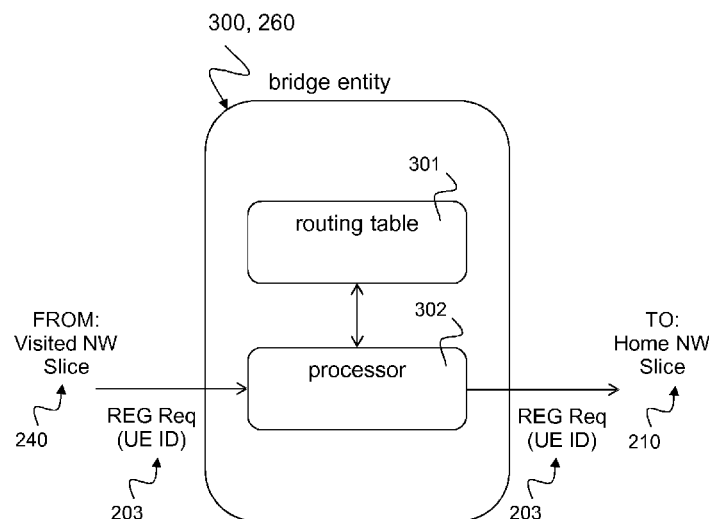 300, 260
bridge entity
301
routing table
302
FROM:
Visited NW
Slice
240
processor
TO:
Home NW
Slice
210
REG Req
(UE ID)
203
REG Req
(UE ID)
203